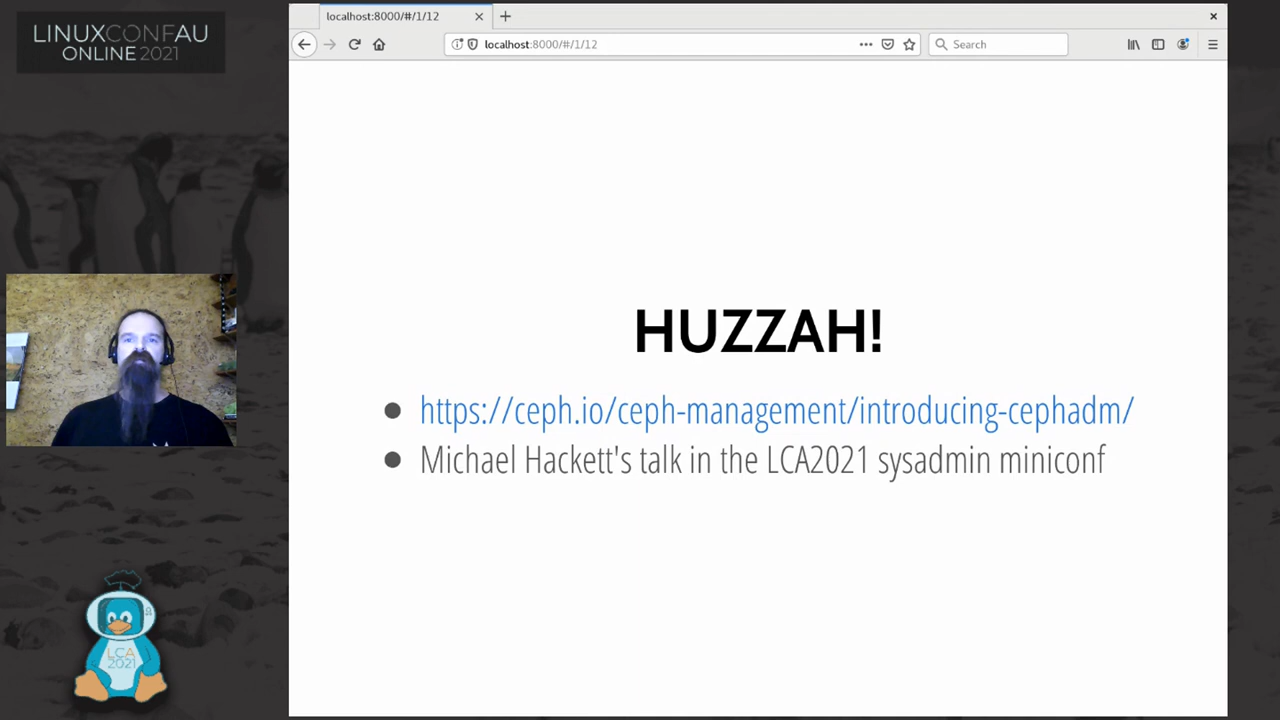 LINUXCONFAU
ONLINE 2021
localhost:8000/#/1/12
localhost:8000/#/1/12
Search
HUZZAH!
● https://ceph.io/ceph-management/introducing-cephadm/
● Michael Hackett's talk in the LCA2021 sysadmin miniconf
LCA
2021